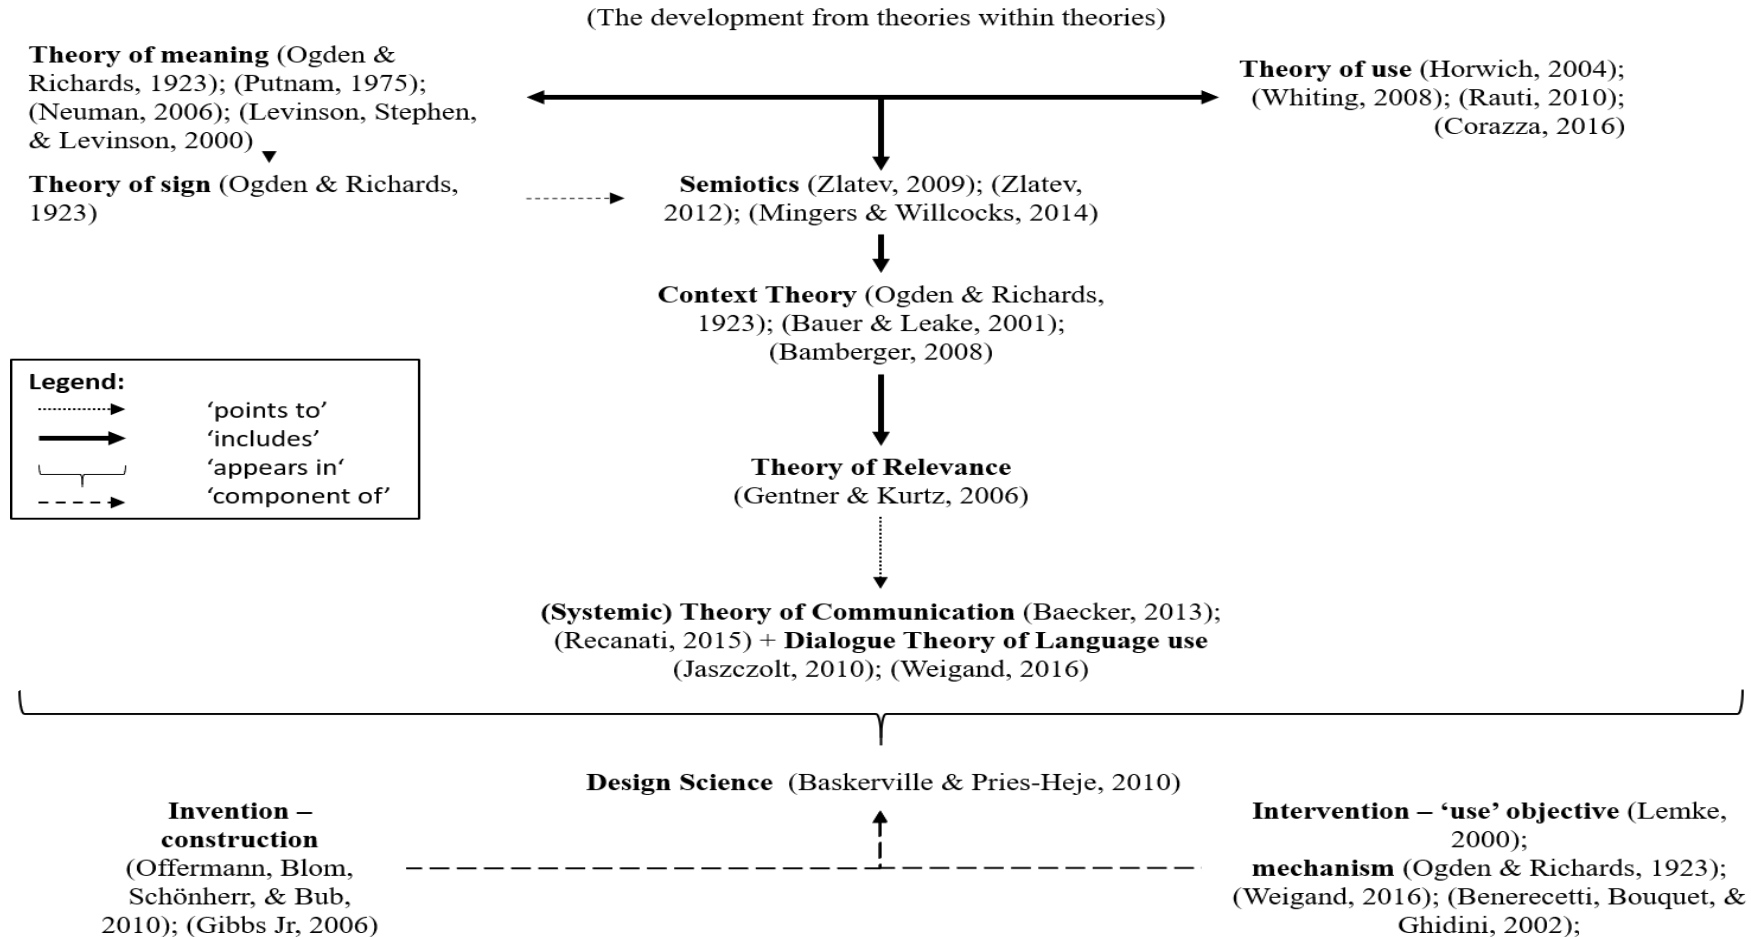 (The development from theories within theories)
Theory of meaning (Ogden &
Richards, 1923); (Putnam, 1975);
(Neuman, 2006); (Levinson, Stephen,
& Levinson, 2000)
Theory of use (Horwich, 2004);
(Whiting, 2008); (Rauti, 2010);
(Corazza, 2016)
Theory of sign (Ogden & Richards,
1923)
Semiotics (Zlatev, 2009); (Zlatev,
2012); (Mingers & Willcocks, 2014)
Context Theory (Ogden & Richards,
1923); (Bauer & Leake, 2001);
(Bamberger, 2008)
Legend:
‘points to’
‘includes’
‘appears in‘
‘component of’
Theory of Relevance
(Gentner & Kurtz, 2006)
(Systemic) Theory of Communication (Baecker, 2013);
(Recanati, 2015) + Dialogue Theory of Language use
(Jaszczolt, 2010); (Weigand, 2016)
Design Science (Baskerville & Pries-Heje, 2010)
Invention –
construction
(Offermann, Blom,
Schönherr, & Bub,
2010); (Gibbs Jr, 2006)
Intervention – ‘use’ objective (Lemke,
2000);
mechanism (Ogden & Richards, 1923);
(Weigand, 2016); (Benerecetti, Bouquet, &
Ghidini, 2002);